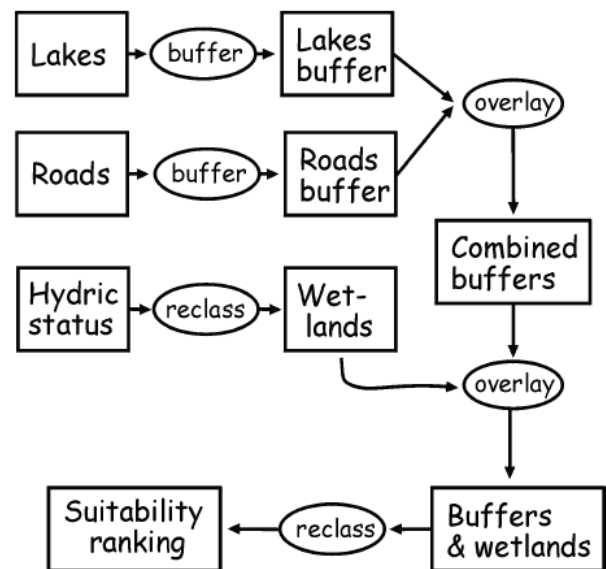 Lakes
buffer
Lakes
buffer
overlay
Roads
buffer
Roads
buffer
Combined
buffers
Hydric
status
reclass
Wet-
lands
overlay
Suitability
ranking
reclass
Buffers
& wetlands